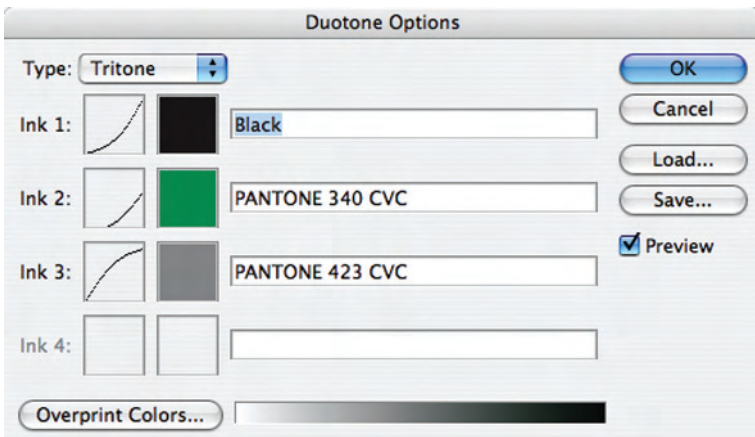 Duotone Options
Type: Tritone
OK
Ink 1: Black
Cancel
Load...
Ink 2: PANTONE 340 CVC
Save...
Preview
Ink 3: PANTONE 423 CVC
Ink 4:
Overprint Colors...